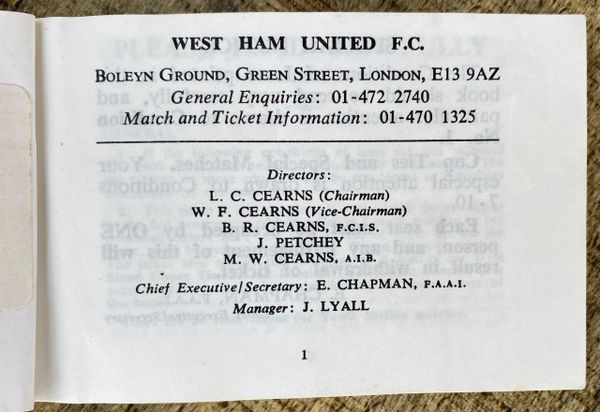 WEST HAM UNITED F.C.
BOLEYN GROUND, GREEN STREET, LONDON, E13 9AZ
General Enquiries: 01-472 2740
Match and Ticket Information: 01-470 1325
Directors:
L. C. CEARNS (Chairman)
W. F. CEARNS (Vice-Chairman)
B. R. CEARNS, F.C.I.S.
J. PETCHEY
M. W. CEARNS, A.I.B.
Chief Executive/Secretary: E. CHAPMAN, F.A.A.I.
Manager: J. LYALL
1